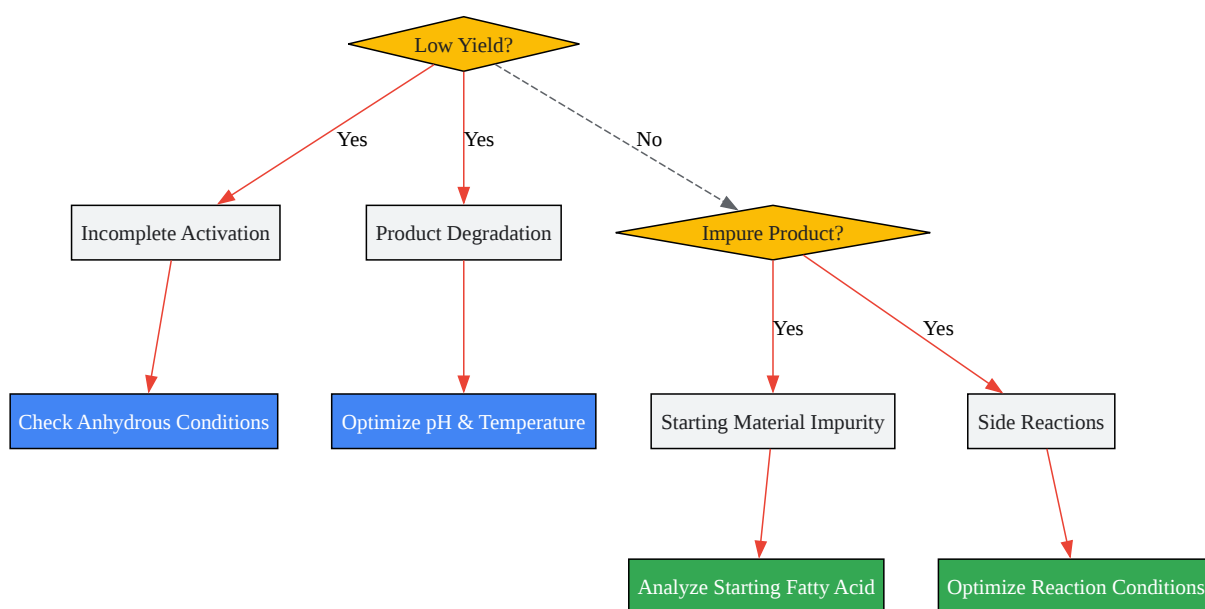 Low Yield?
Yes
Yes
No
Incomplete Activation
Product Degradation
Impure Product?
Yes
Yes
Check Anhydrous Conditions
Optimize pH & Temperature
Starting Material Impurity
Side Reactions
Analyze Starting Fatty Acid
Optimize Reaction Conditions